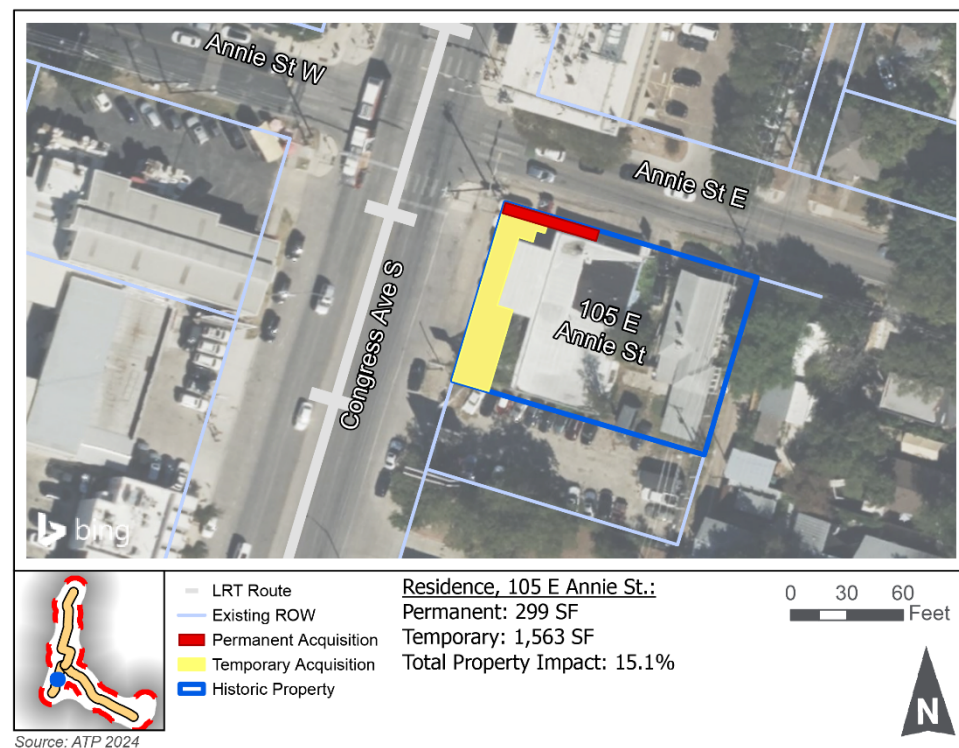 Annie St W
Annie St E
Congress Ave S
105 E
Annie St
bing
LRT Route
Existing ROW
Permanent Acquisition
Temporary Acquisition
Historic Property
Residence, 105 E Annie St.:
Permanent: 299 SF
Temporary: 1,563 SF
Total Property Impact: 15.1%
0 30 60
Feet
N
Source: ATP 2024